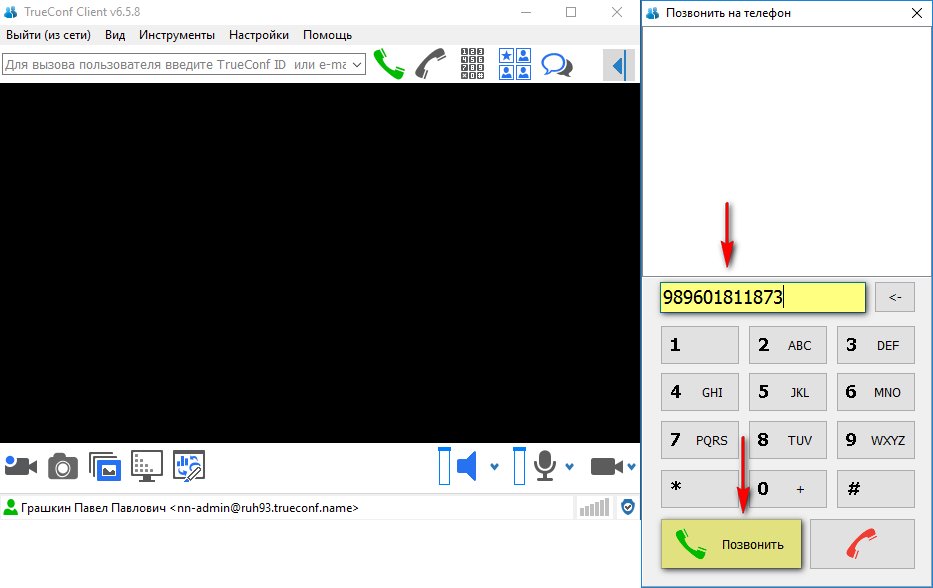 TrueConf Client v6.5.8
Выйти (из сети) Вид Инструменты Настройки Помощь
Для вызова пользователя введите TrueConf ID или e-ma
Грашкин Павел Павлович <nn-admin@ruh93.trueconf.name>
Позвонить на телефон
989601811873 <-
1 2 ABC 3 DEF
4 GHI 5 JKL 6 MNO
7 PQRS 8 TUV 9 WXYZ
* 0 + #
Позвонить